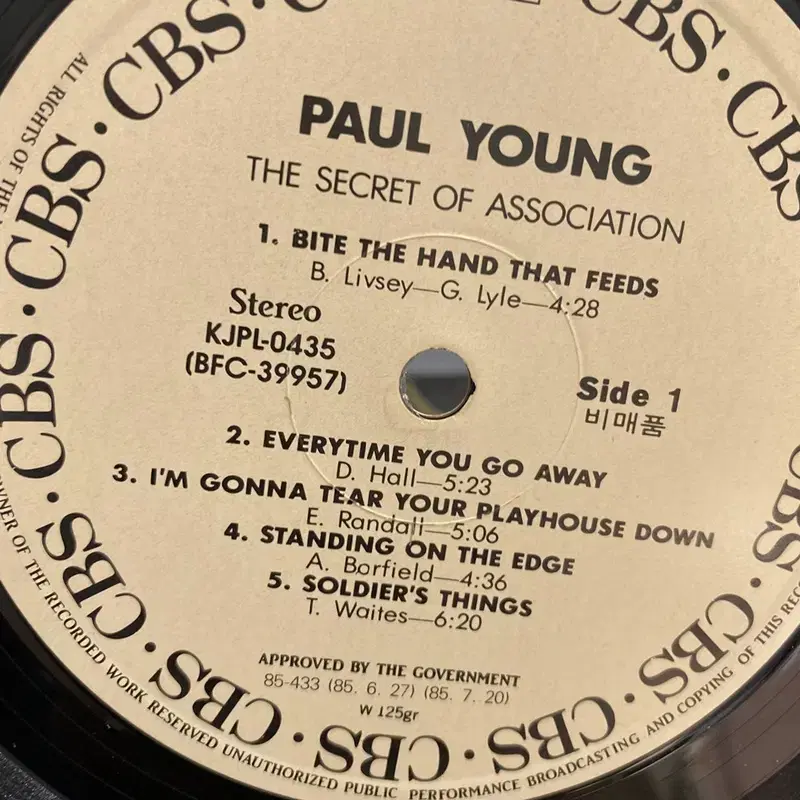 PAUL YOUNG
THE SECRET OF ASSOCIATION
1. BITE THE HAND THAT FEEDS
B. Livsey—G. Lyle—4:28
Stereo
KJPL-0435
(BFC-39957)
Side 1
비매품
2. EVERYTIME YOU GO AWAY
D. Hall—5:23
3. I'M GONNA TEAR YOUR PLAYHOUSE DOWN
E. Randall—5:06
4. STANDING ON THE EDGE
A. Borfield—4:36
5. SOLDIER'S THINGS
T. Waites—6:20
APPROVED BY THE GOVERNMENT
85-433 (85. 6. 27) (85. 7. 20)
W 125gr
CBS · CBS · CBS · CBS · CBS · CBS · CBS · CBS · CBS · CBS · CBS
ALL RIGHTS OF THE
OWNER OF THE RECORDED WORK RESERVED UNAUTHORIZED PUBLIC PERFORMANCE BROADCASTING AND COPYING OF THIS